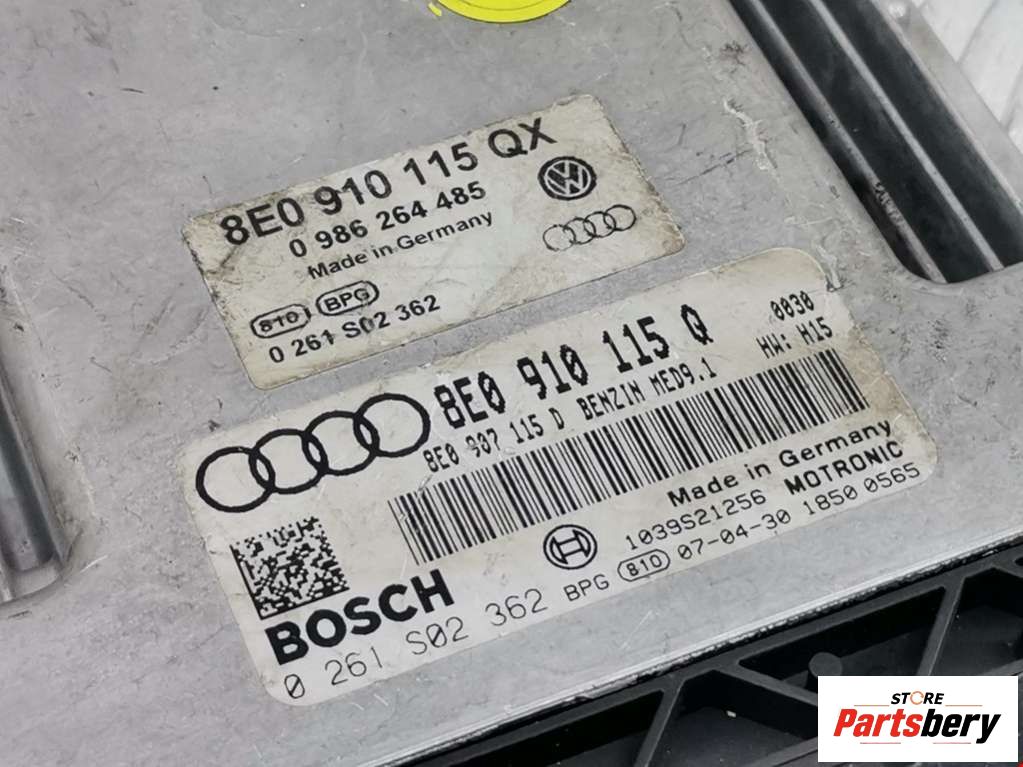 8E0 910 115 QX
0 986 264 485
Made in Germany
810 BPG
0 261 S02 362
8E0 910 115 Q 0030
8E0 907 115 D BENZIN MED9.1 HW: H15
Made in Germany
1039S21256 MOTRONIC
BPG 810 07-04-30 1850 0565
BOSCH
0 261 S02 362
STORE
Partsbery